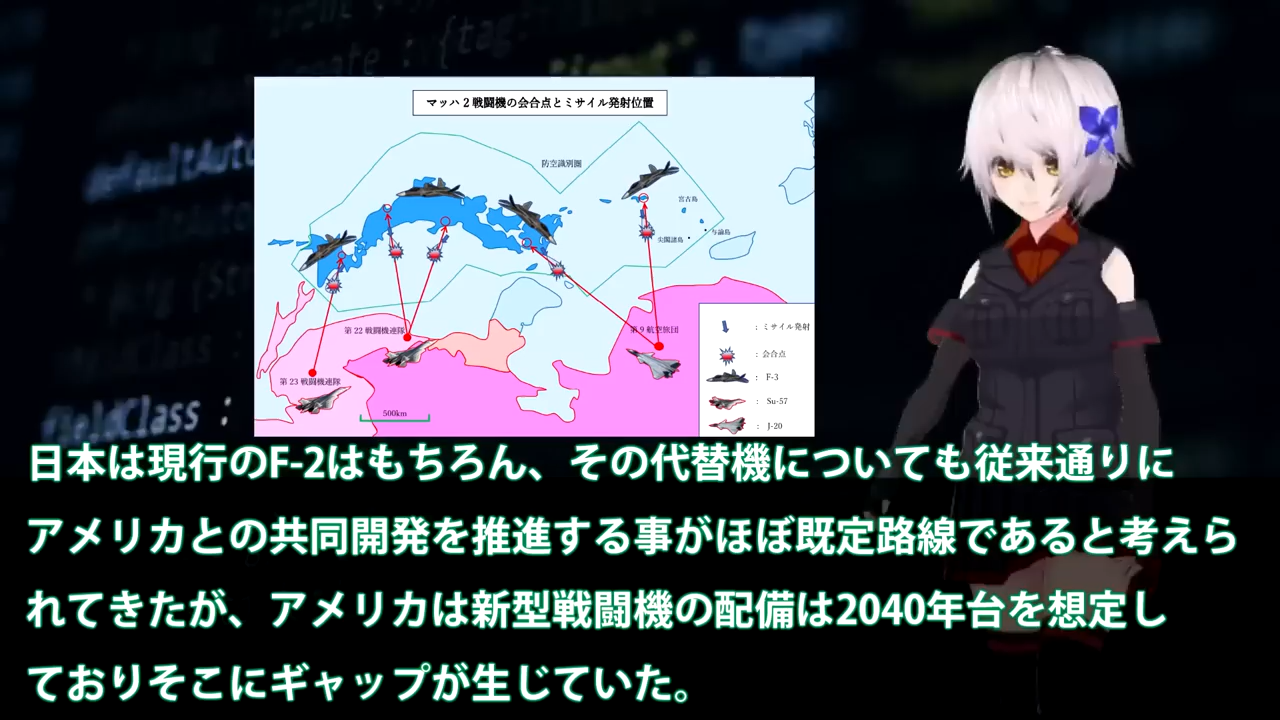 マッハ2戦闘機の会合点とミサイル発射位置
防空識別圏
宮古島
与論島
尖閣諸島
第22戦闘機連隊
第9航空旅団
第23戦闘機連隊
500km
：ミサイル発射
：会合点
： F-3
： Su-57
： J-20
defaultAuto
fieldClass :
日本は現行のF-2はもちろん、その代替機についても従来通りに
アメリカとの共同開発を推進する事がほぼ既定路線であると考えら
れてきたが、アメリカは新型戦闘機の配備は2040年台を想定し
ておりそこにギャップが生じていた。